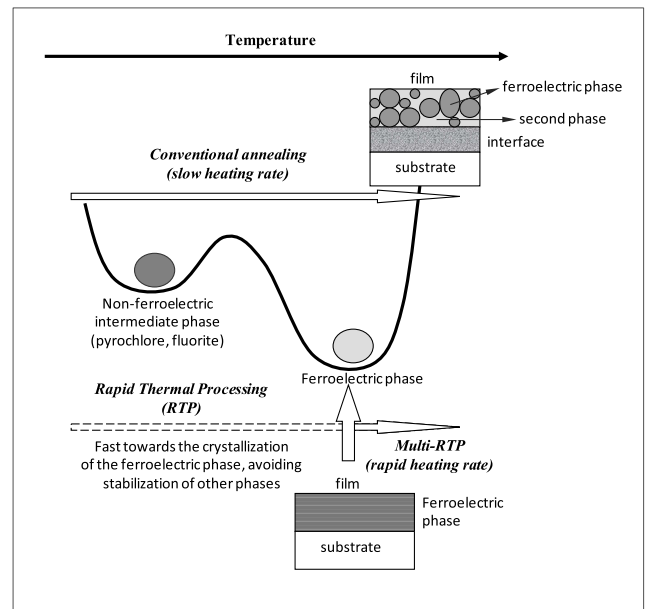 Temperature
film
ferroelectric phase
second phase
interface
substrate
Conventional annealing
(slow heating rate)
Non-ferroelectric
intermediate phase
(pyrochlore, fluorite)
Ferroelectric phase
Rapid Thermal Processing
(RTP)
Fast towards the crystallization
of the ferroelectric phase, avoiding
stabilization of other phases
Multi-RTP
(rapid heating rate)
film
Ferroelectric
phase
substrate